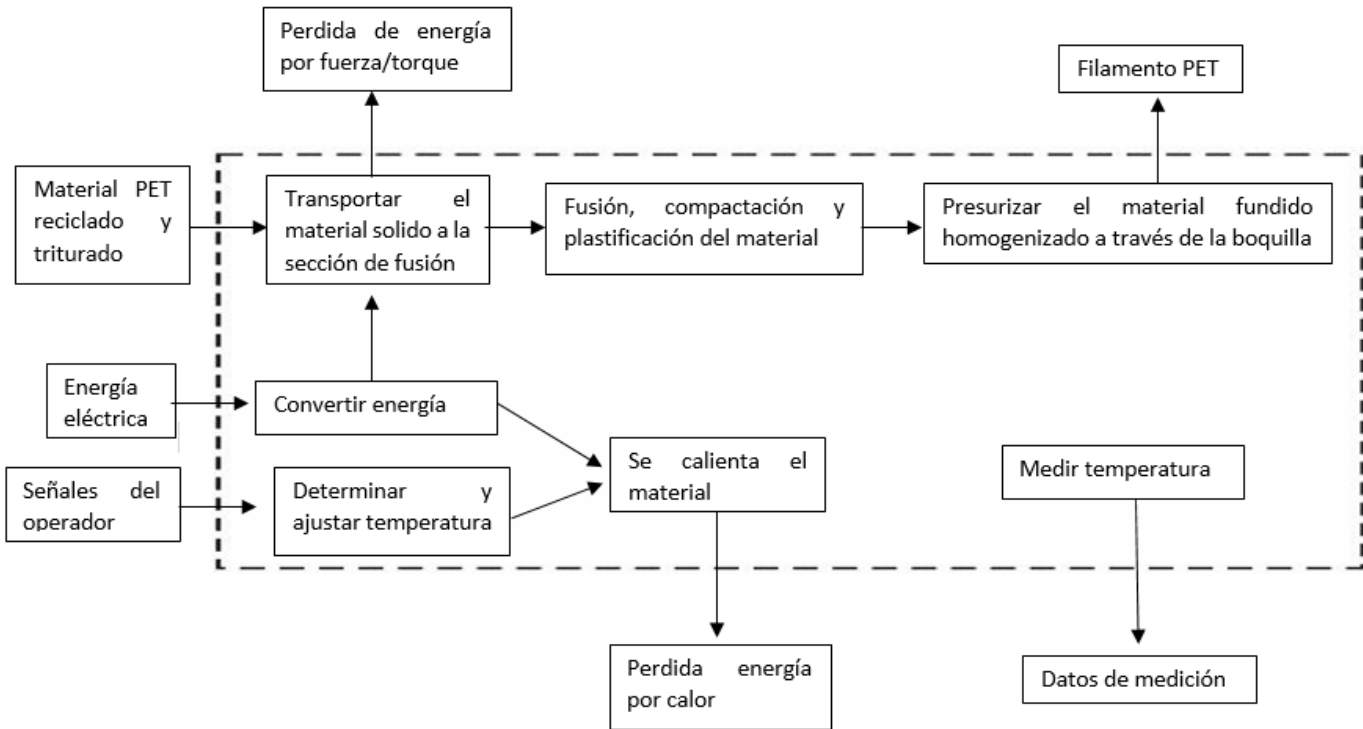 Perdida de energía
por fuerza/torque
Filamento PET
Material PET
reciclado y
triturado
Transportar el
material solido a la
sección de fusión
Fusión, compactación y
plastificación del material
Presurizar el material fundido
homogenizado a través de la boquilla
Energía
eléctrica
Convertir energía
Se calienta el
material
Medir temperatura
Señales del
operador
Determinar y
ajustar temperatura
Perdida energía
por calor
Datos de medición